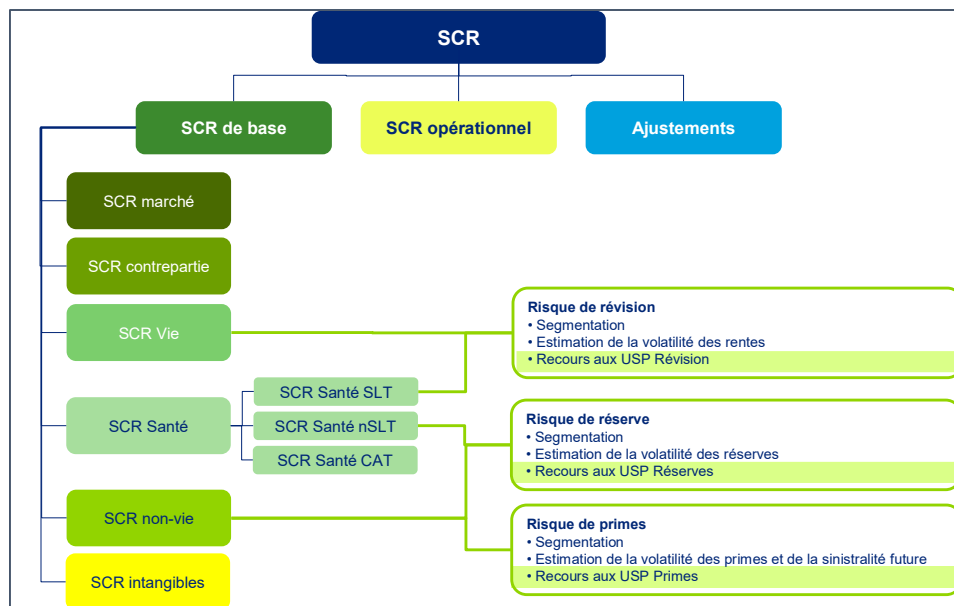 SCR
SCR de base
SCR opérationnel
Ajustements
SCR marché
SCR contrepartie
SCR Vie
SCR Santé
SCR non-vie
SCR intangibles
SCR Santé SLT
SCR Santé nSLT
SCR Santé CAT
Risque de révision
• Segmentation
• Estimation de la volatilité des rentes
• Recours aux USP Révision
Risque de réserve
• Segmentation
• Estimation de la volatilité des réserves
• Recours aux USP Réserves
Risque de primes
• Segmentation
• Estimation de la volatilité des primes et de la sinistralité future
• Recours aux USP Primes